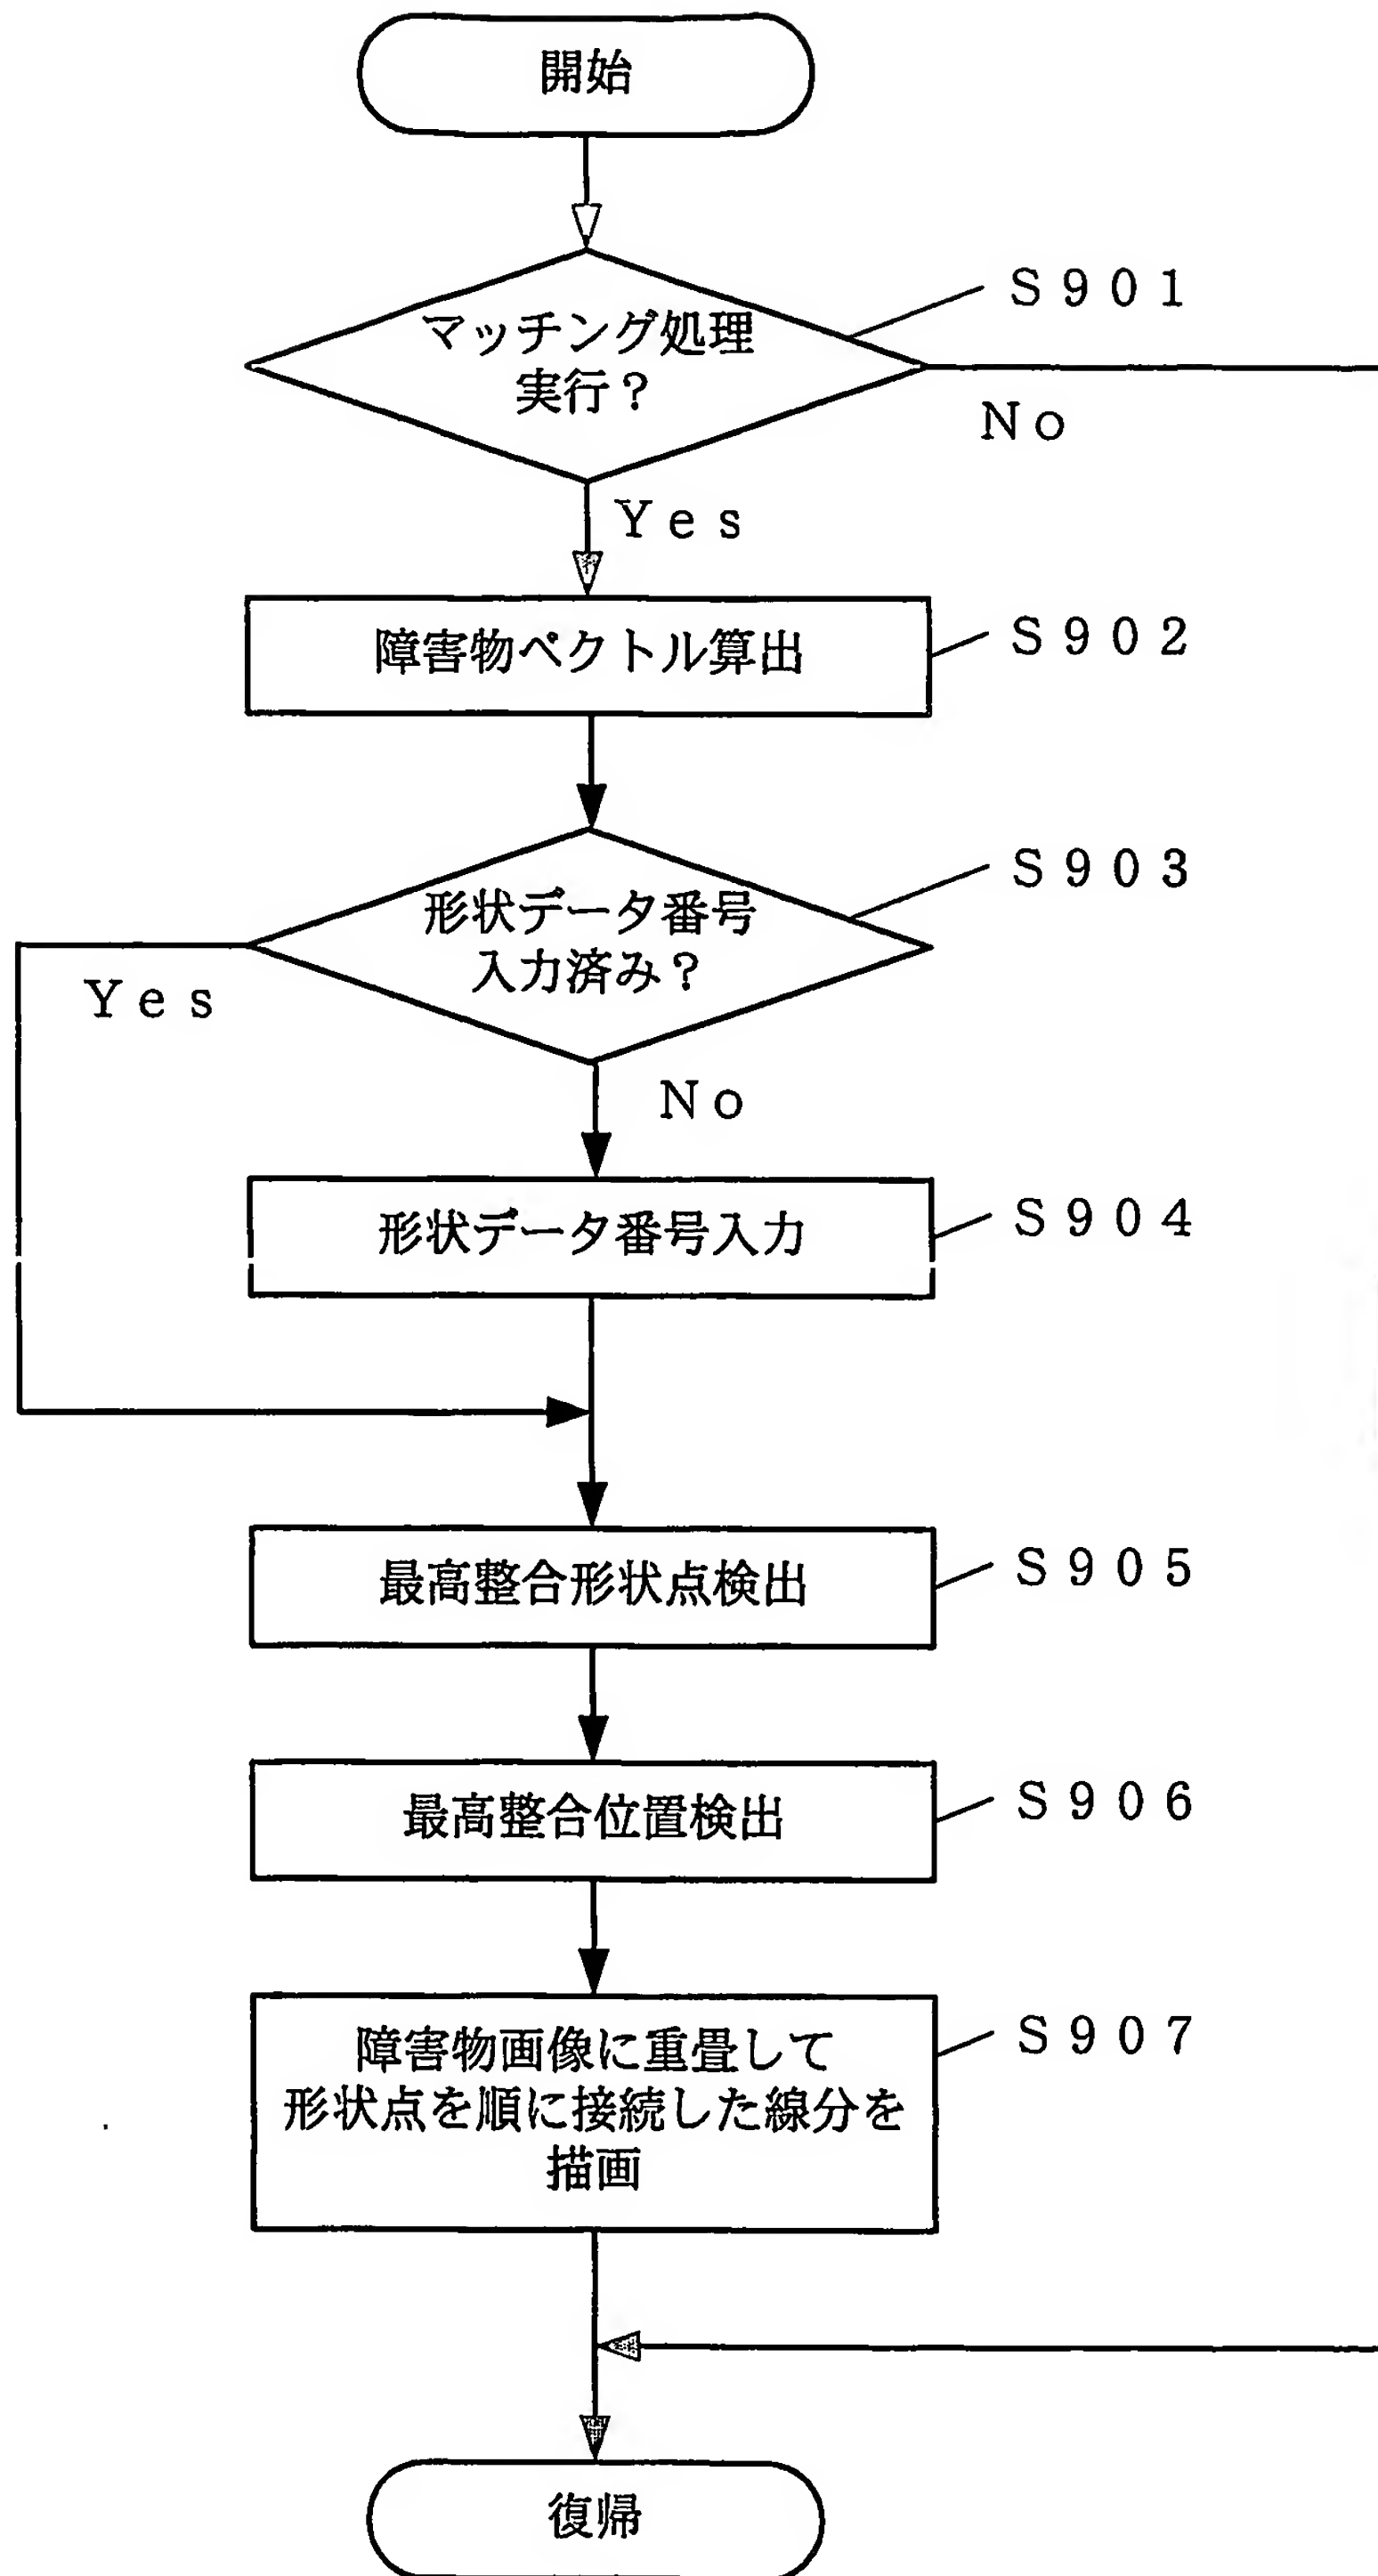 開始
S901
マッチング処理
実行？
No
Yes
障害物ベクトル算出
S902
S903
形状データ番号
入力済み？
Yes
No
形状データ番号入力
S904
最高整合形状点検出
S905
最高整合位置検出
S906
S907
障害物画像に重畳して
形状点を順に接続した線分を
描画
復帰